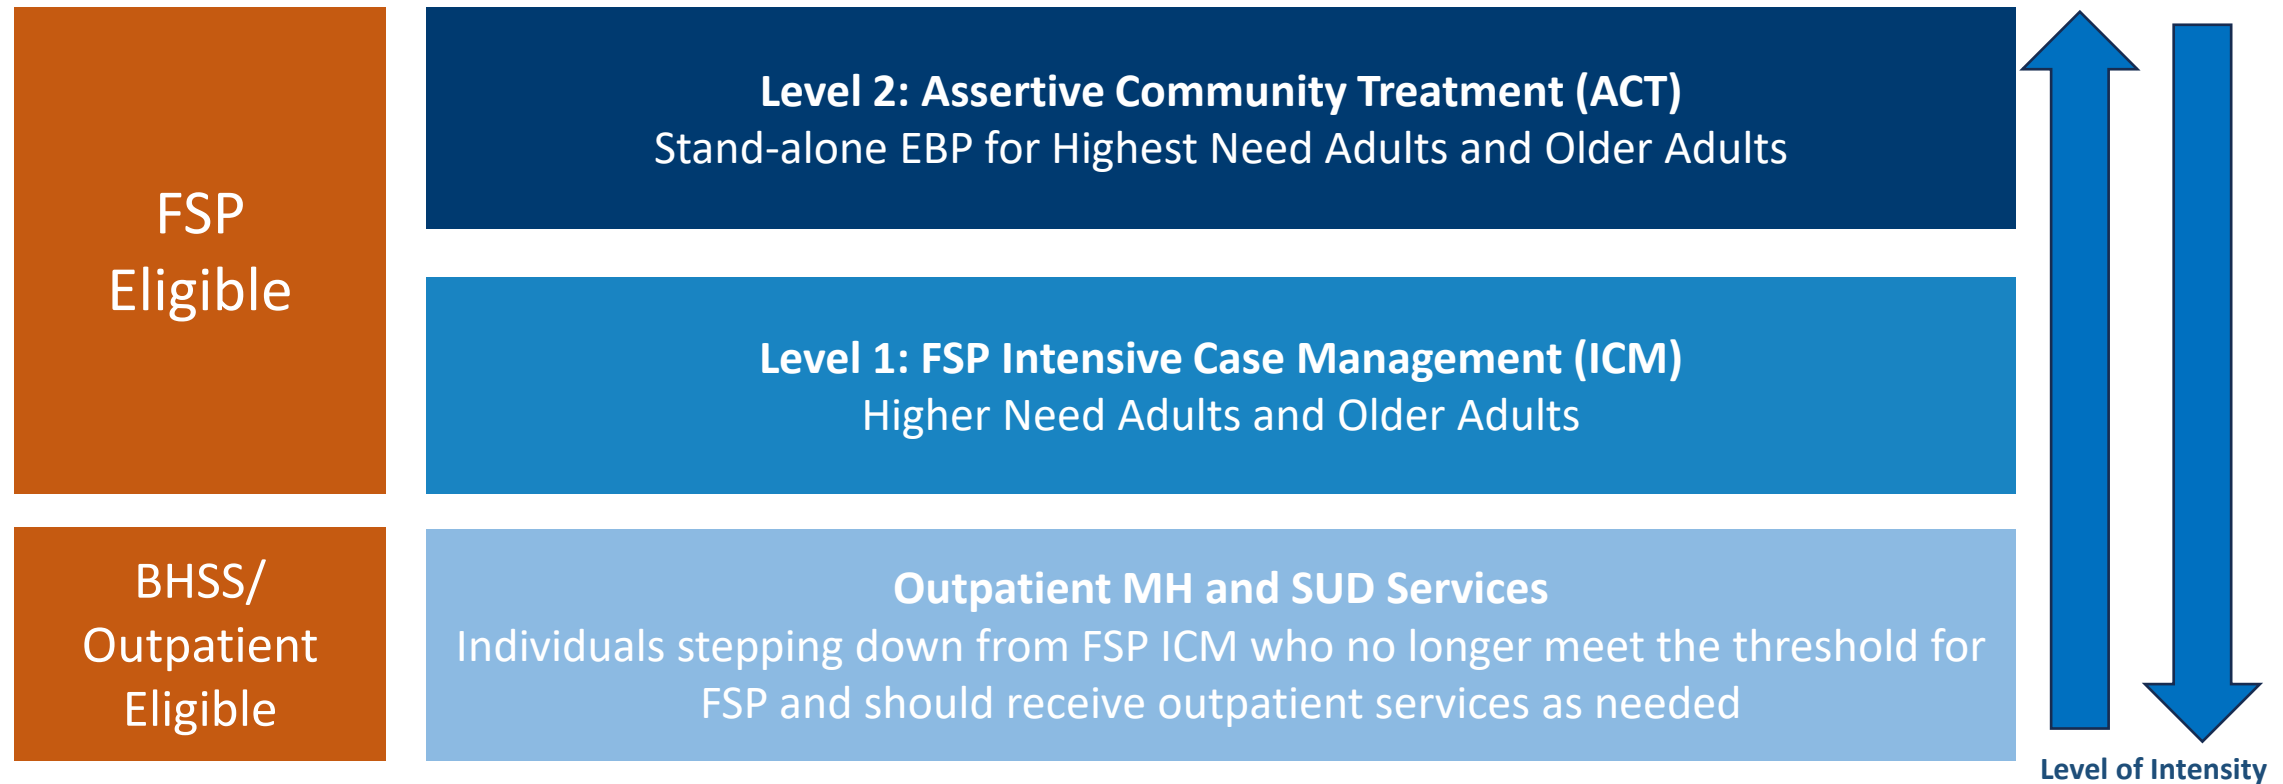 FSP
Eligible
Level 2: Assertive Community Treatment (ACT)
Stand-alone EBP for Highest Need Adults and Older Adults
Level 1: FSP Intensive Case Management (ICM)
Higher Need Adults and Older Adults
BHSS/
Outpatient
Eligible
Outpatient MH and SUD Services
Individuals stepping down from FSP ICM who no longer meet the threshold for
FSP and should receive outpatient services as needed
Level of Intensity